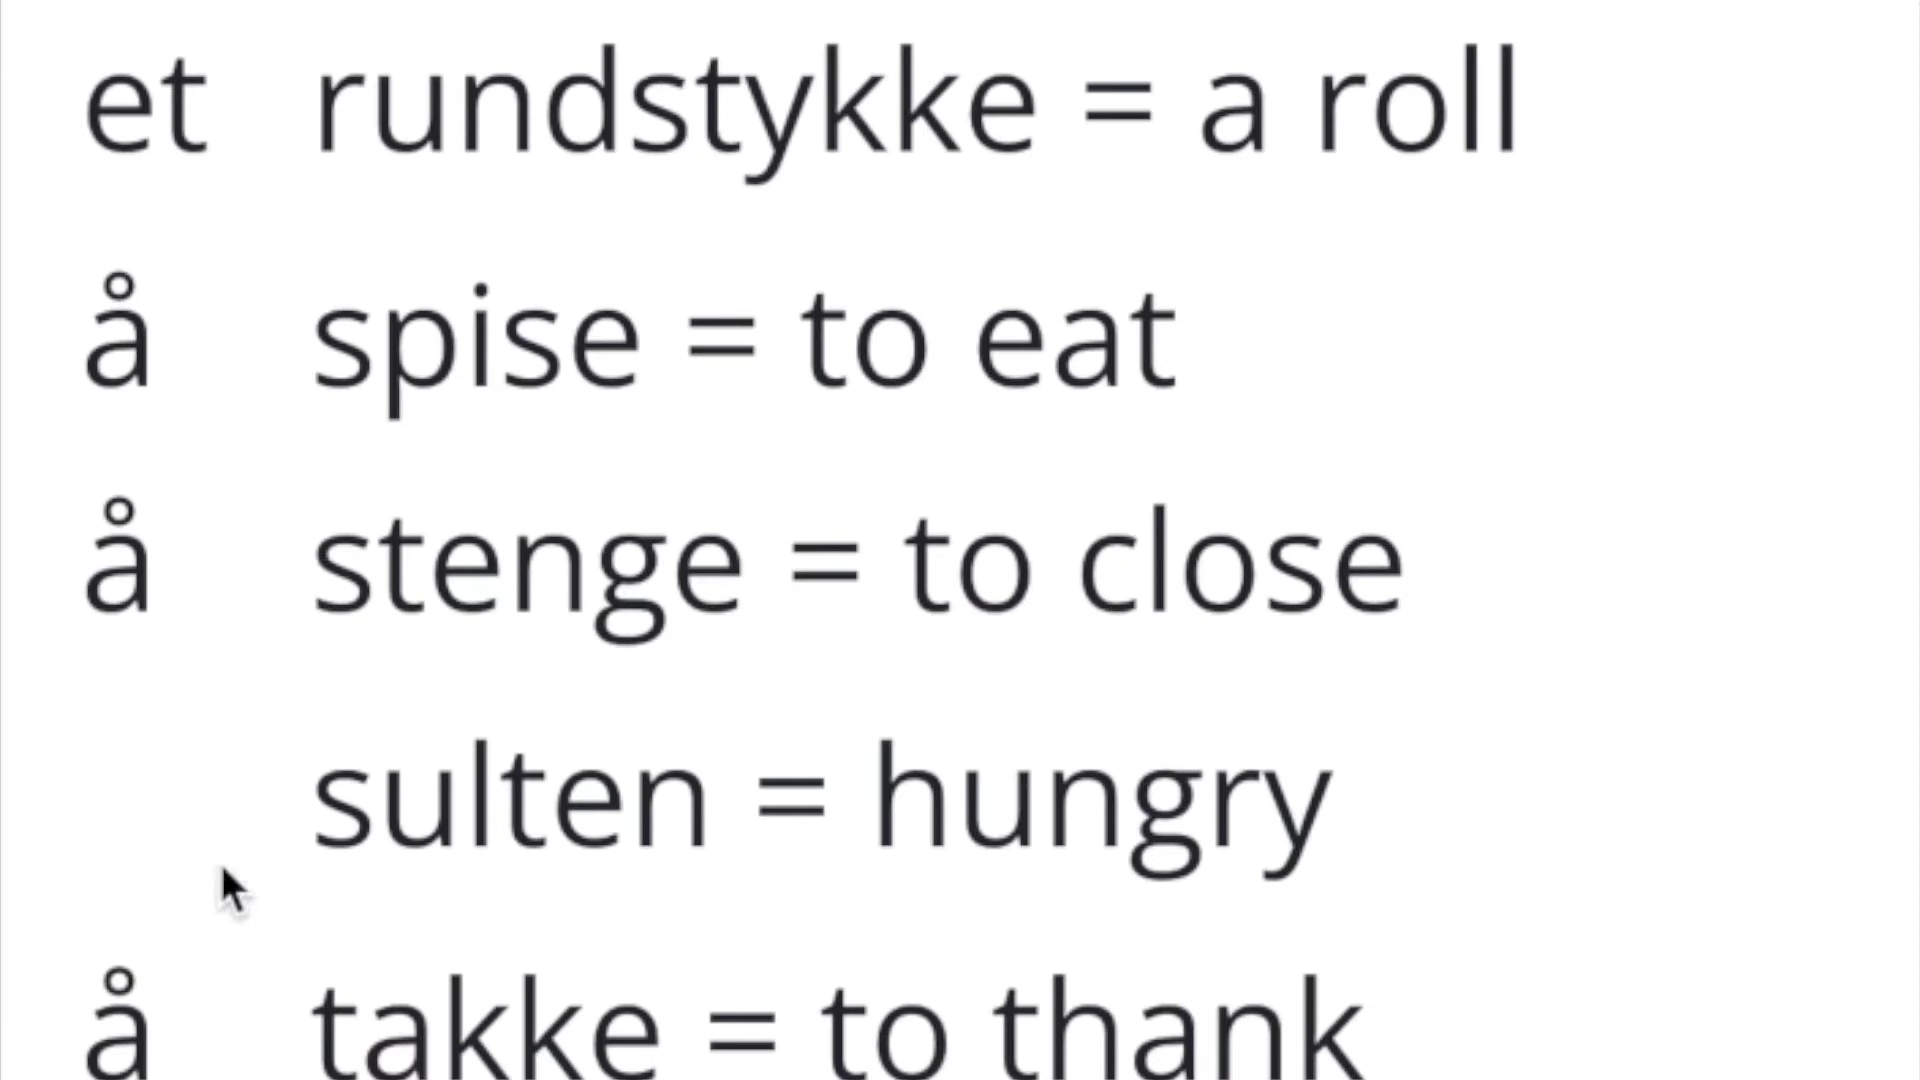 et rundstykke = a roll
å spise = to eat
å stenge = to close
sulten = hungry
å takke = to thank